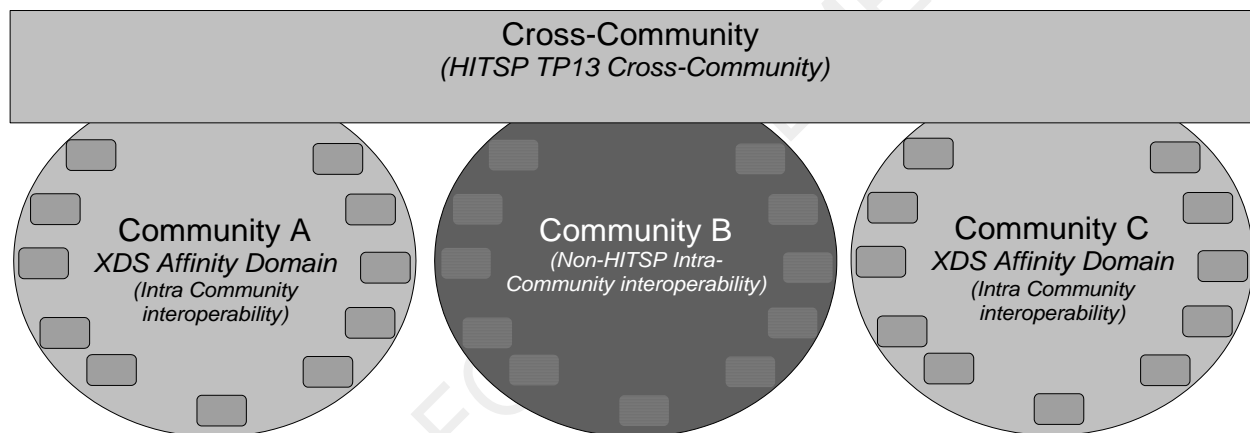 Cross-Community
(HITSP TP13 Cross-Community)
Community A
XDS Affinity Domain
(Intra Community
interoperability)
Community B
(Non-HITSP Intra-
Community interoperability)
Community C
XDS Affinity Domain
(Intra Community
interoperability)